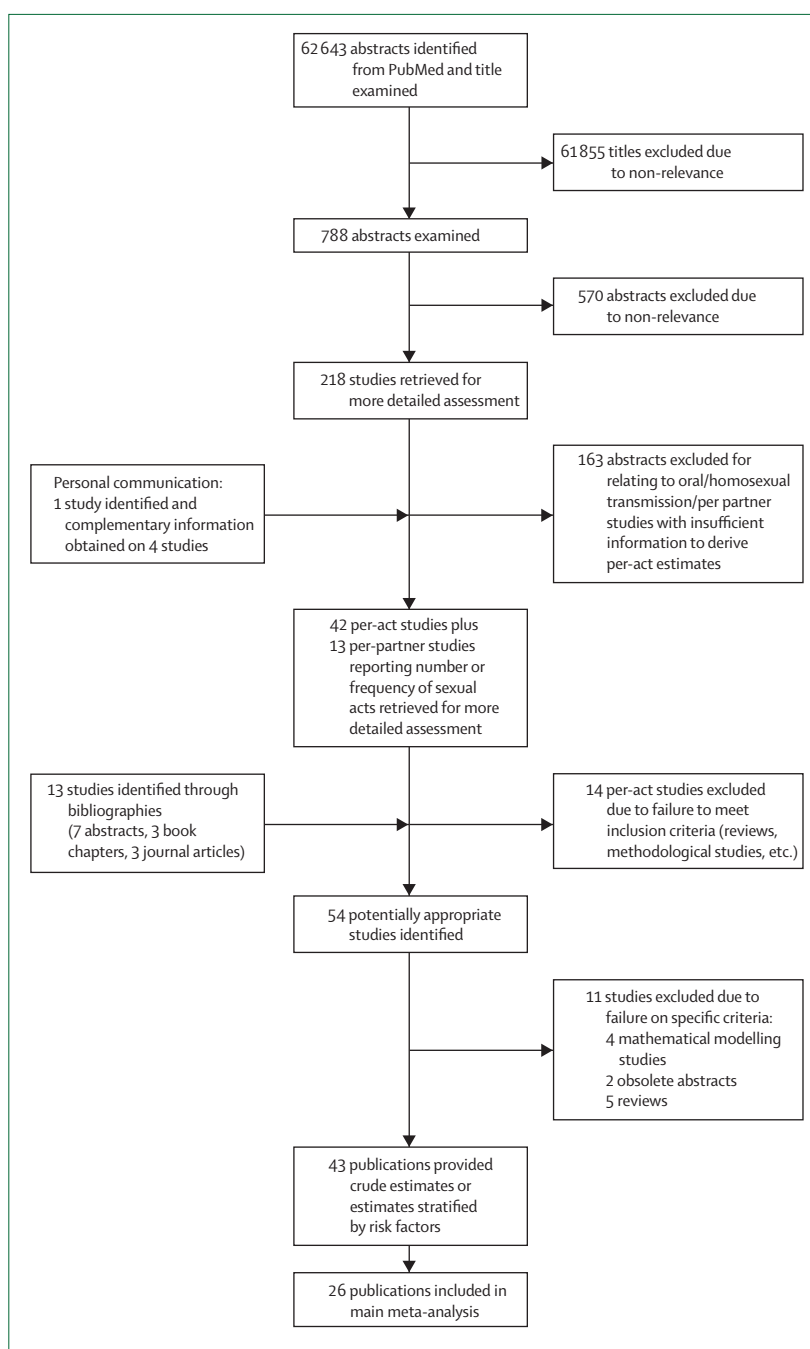 62 643 abstracts identified
from PubMed and title
examined
61 855 titles excluded due
to non-relevance
788 abstracts examined
570 abstracts excluded due
to non-relevance
218 studies retrieved for
more detailed assessment
Personal communication:
1 study identified and
complementary information
obtained on 4 studies
163 abstracts excluded for
relating to oral/homosexual
transmission/per partner
studies with insufficient
information to derive
per-act estimates
42 per-act studies plus
13 per-partner studies
reporting number or
frequency of sexual
acts retrieved for more
detailed assessment
13 studies identified through
bibliographies
(7 abstracts, 3 book
chapters, 3 journal articles)
14 per-act studies excluded
due to failure to meet
inclusion criteria (reviews,
methodological studies, etc.)
54 potentially appropriate
studies identified
11 studies excluded due to
failure on specific criteria:
4 mathematical modelling
studies
2 obsolete abstracts
5 reviews
43 publications provided
crude estimates or
estimates stratified
by risk factors
26 publications included in
main meta-analysis